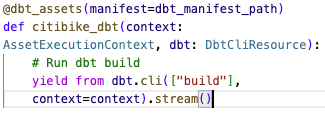 @dbt_assets(manifest=dbt_manifest_path)
def citibike_dbt(context:
AssetExecutionContext, dbt: DbtCliResource):
    # Run dbt build
    yield from dbt.cli(["build"],
    context=context).stream()